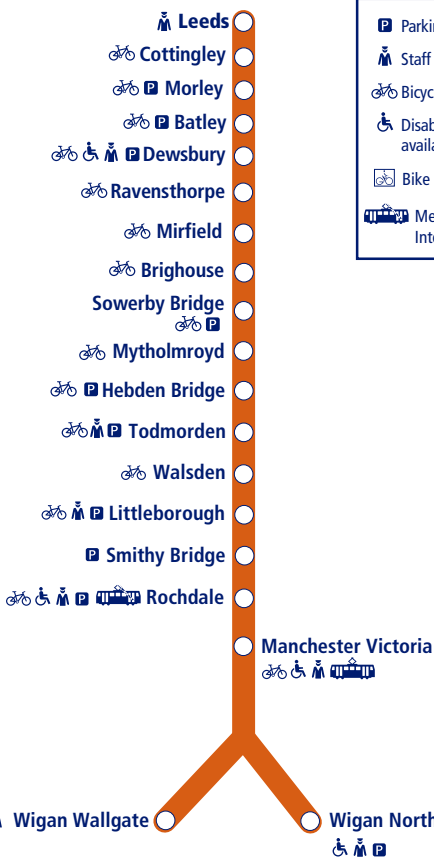 Leeds
Cottingley
P Morley
P Batley
P Dewsbury
Ravensthorpe
Mirfield
Brighouse
Sowerby Bridge
P
Mytholmroyd
P Hebden Bridge
P Todmorden
Walsden
P Littleborough
P Smithy Bridge
P Rochdale
Manchester Victoria
Wigan Wallgate
Wigan North
P
P
Staff
Bike